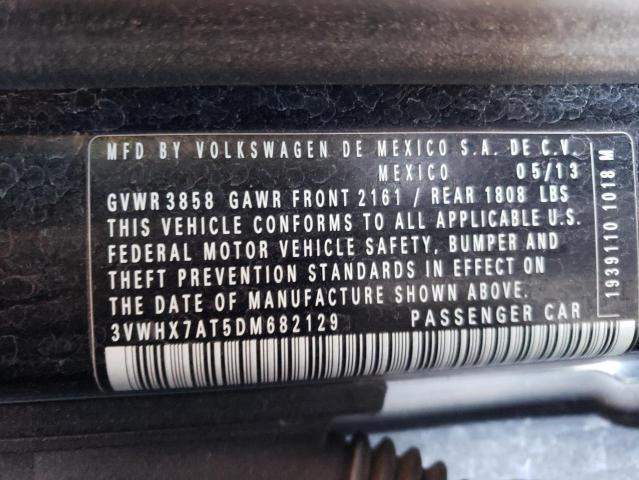 MFD BY VOLKSWAGEN DE MEXICO S.A. DE C.V.
MEXICO 05/13
GVWR 3858 GAWR FRONT 2161 / REAR 1808 LBS
THIS VEHICLE CONFORMS TO ALL APPLICABLE U.S.
FEDERAL MOTOR VEHICLE SAFETY, BUMPER AND
THEFT PREVENTION STANDARDS IN EFFECT ON
THE DATE OF MANUFACTURE SHOWN ABOVE.
3VWHX7AT5DM682129 PASSENGER CAR
1939110 1018 M